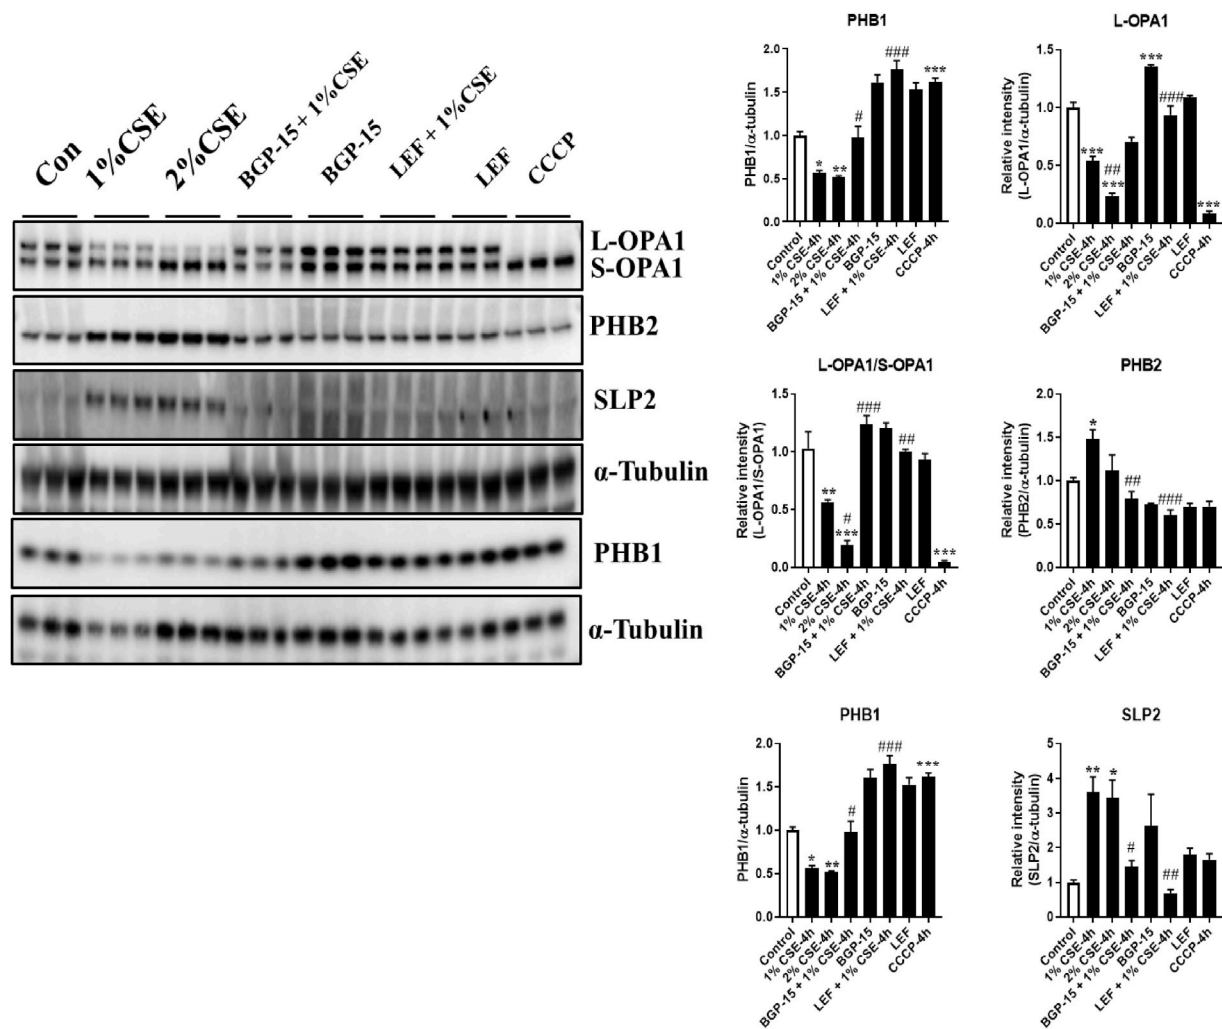 Con
1%CSE
2%CSE
BGP-15 + 1%CSE
BGP-15
LEF + 1%CSE
LEF
CCCP
L-OPA1
S-OPA1
PHB2
SLP2
α-Tubulin
PHB1
α-Tubulin
PHB1
PHB1/α-tubulin
2.0
1.5
1.0
0.5
0.0
*
**
#
###
***
Control
1% CSE-4h
2% CSE-4h
BGP-15 + 1% CSE-4h
BGP-15
LEF + 1% CSE-4h
LEF
CCCP-4h
L-OPA1
Relative intensity
(L-OPA1/α-tubulin)
1.5
1.0
0.5
0.0
***
##
***
***
###
***
Control
1% CSE-4h
2% CSE-4h
BGP-15 + 1% CSE-4h
BGP-15
LEF + 1% CSE-4h
LEF
CCCP-4h
L-OPA1/S-OPA1
Relative intensity
(L-OPA1/S-OPA1)
1.5
1.0
0.5
0.0
**
#
***
###
##
***
Control
1% CSE-4h
2% CSE-4h
BGP-15 + 1% CSE-4h
BGP-15
LEF + 1% CSE-4h
LEF
CCCP-4h
PHB2
Relative intensity
(PHB2/α-tubulin)
2.0
1.5
1.0
0.5
0.0
*
##
###
Control
1% CSE-4h
2% CSE-4h
BGP-15 + 1% CSE-4h
BGP-15
LEF + 1% CSE-4h
LEF
CCCP-4h
PHB1
PHB1/α-tubulin
2.0
1.5
1.0
0.5
0.0
*
**
#
###
***
Control
1% CSE-4h
2% CSE-4h
BGP-15 + 1% CSE-4h
BGP-15
LEF + 1% CSE-4h
LEF
CCCP-4h
SLP2
Relative intensity
(SLP2/α-tubulin)
5
4
3
2
1
0
**
*
#
##
Control
1% CSE-4h
2% CSE-4h
BGP-15 + 1% CSE-4h
BGP-15
LEF + 1% CSE-4h
LEF
CCCP-4h